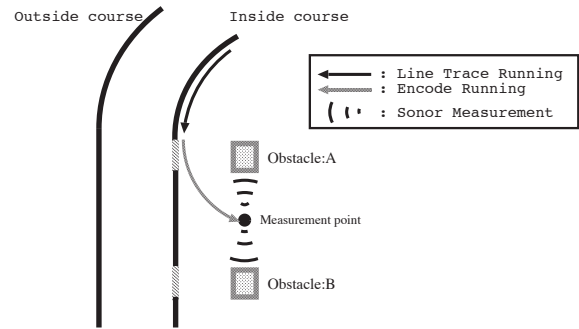 Outside course
Inside course
: Line Trace Running
: Encode Running
: Sonor Measurement
Obstacle:A
Measurement point
Obstacle:B